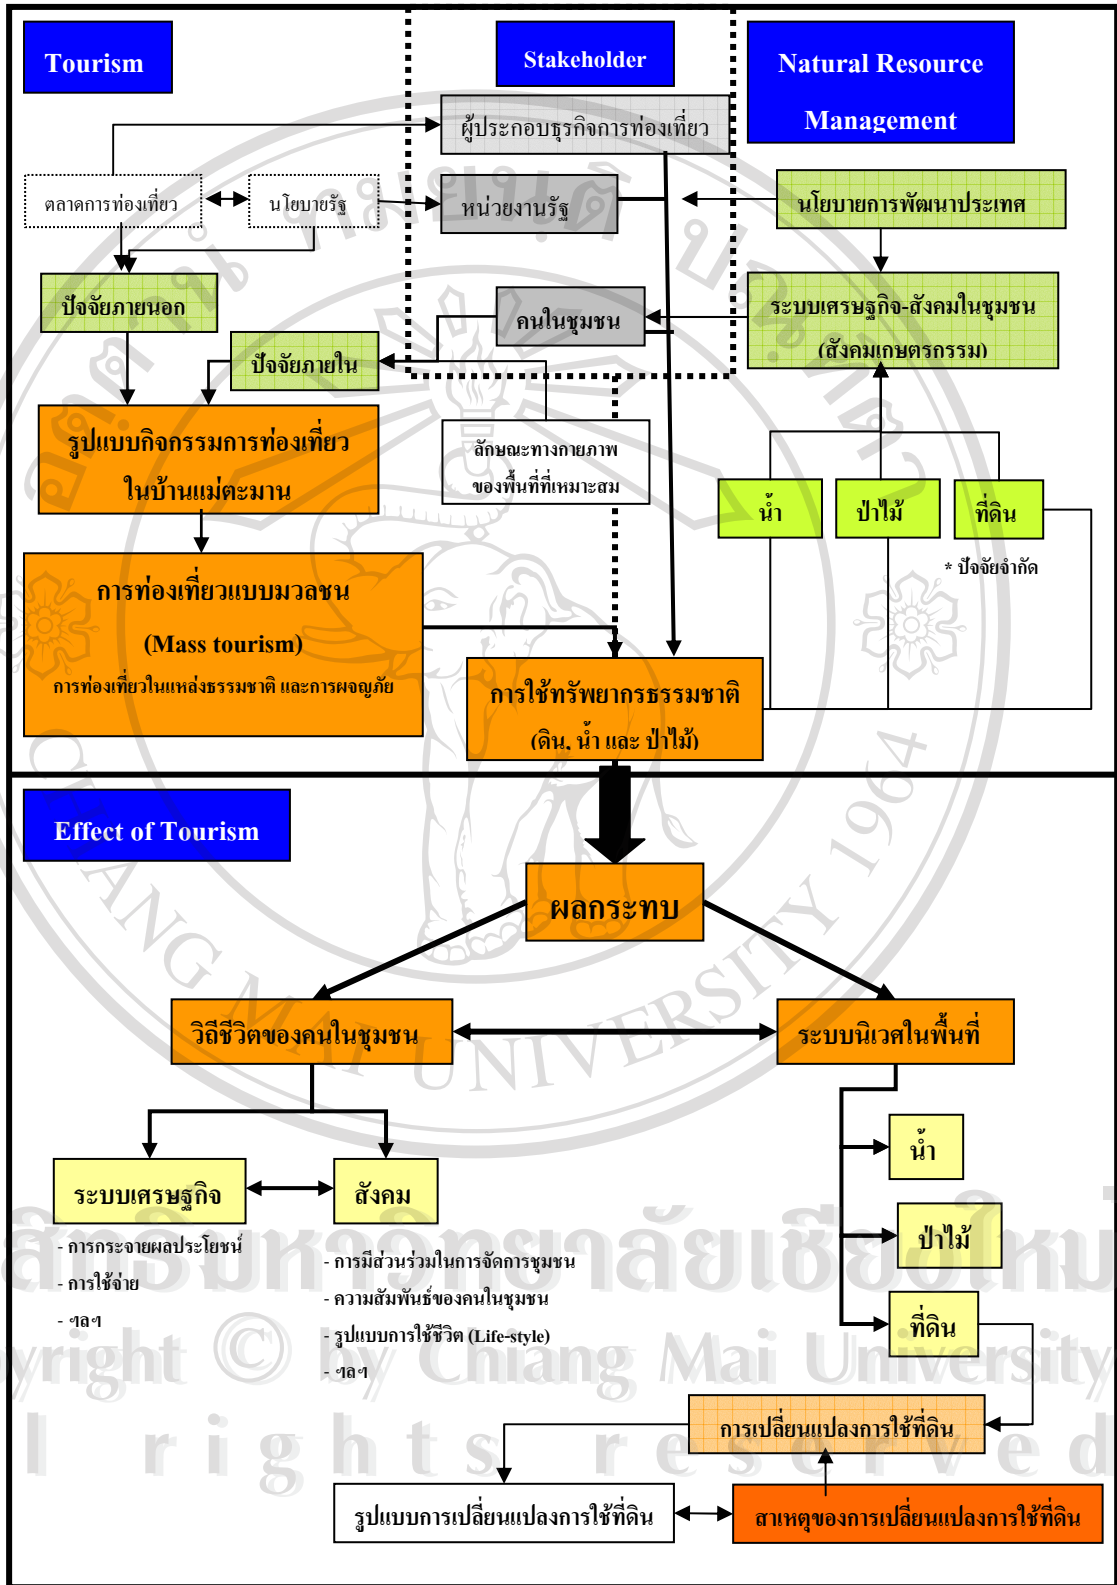 Tourism
Stakeholder
Natural Resource
Management
ผู้ประกอบธุรกิจการท่องเที่ยว
ตลาดการท่องเที่ยว
นโยบายรัฐ
หน่วยงานรัฐ
นโยบายการพัฒนาประเทศ
ปัจจัยภายนอก
คนในชุมชน
ระบบเศรษฐกิจ-สังคมในชุมชน
(สังคมเกษตรกรรม)
ปัจจัยภายใน
รูปแบบกิจกรรมการท่องเที่ยว
ในบ้านแม่ตะมาน
ลักษณะทางกายภาพ
ของพื้นที่ที่เหมาะสม
น้ำ
ป่าไม้
ที่ดิน
* ปัจจัยจำกัด
การท่องเที่ยวแบบมวลชน
(Mass tourism)
การท่องเที่ยวในแหล่งธรรมชาติ และการผจญภัย
การใช้ทรัพยากรธรรมชาติ
(ดิน, น้ำ และ ป่าไม้)
Effect of Tourism
ผลกระทบ
วิถีชีวิตของคนในชุมชน
ระบบนิเวศในพื้นที่
น้ำ
ระบบเศรษฐกิจ
สังคม
ป่าไม้
- การกระจายผลประโยชน์
- การใช้จ่าย
- ฯลฯ
- การมีส่วนร่วมในการจัดการชุมชน
- ความสัมพันธ์ของคนในชุมชน
- รูปแบบการใช้ชีวิต (Life-style)
- ฯลฯ
ที่ดิน
การเปลี่ยนแปลงการใช้ที่ดิน
รูปแบบการเปลี่ยนแปลงการใช้ที่ดิน
สาเหตุของการเปลี่ยนแปลงการใช้ที่ดิน
CHIANG MAI UNIVERSITY 1964
สิทธิมหาวิทยาลัยเชียงใหม่
yright © by Chiang Mai University
l rights reserved